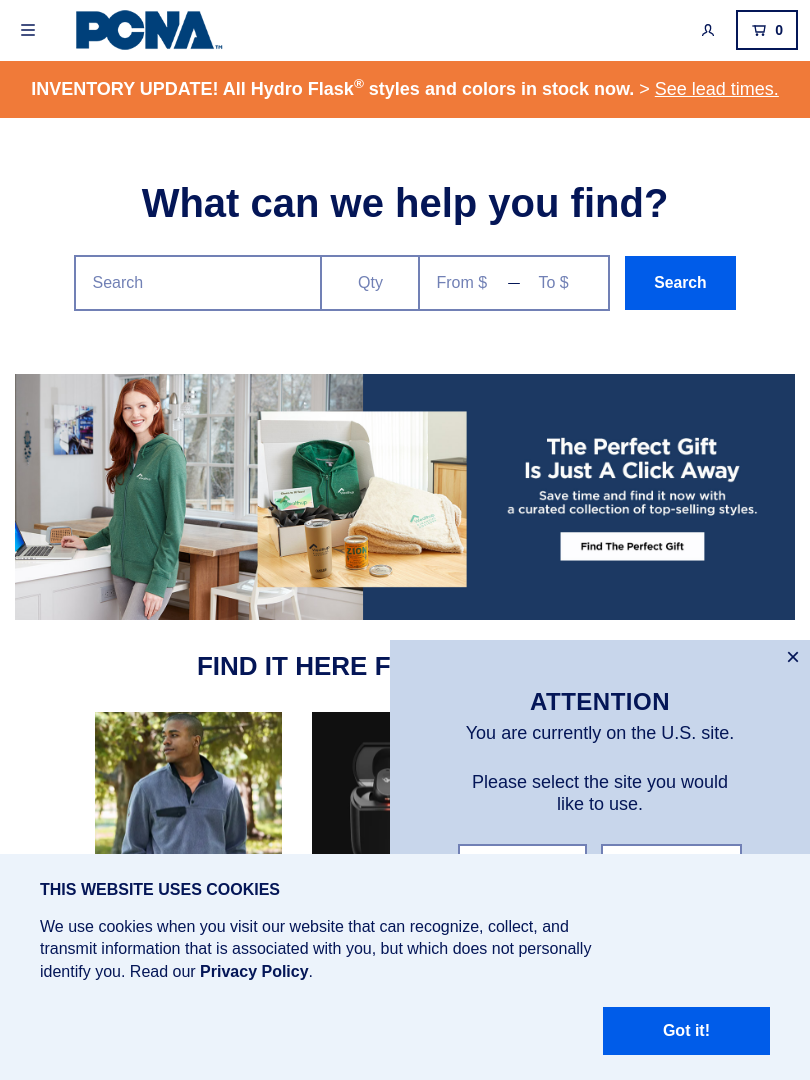 PCNA™
0
INVENTORY UPDATE! All Hydro Flask® styles and colors in stock now. > See lead times.
What can we help you find?
Search
Qty
From $ — To $
Search
The Perfect Gift
Is Just A Click Away
Save time and find it now with
a curated collection of top-selling styles.
Find The Perfect Gift
ZION
FIND IT HERE F
ATTENTION
You are currently on the U.S. site.
Please select the site you would
like to use.
THIS WEBSITE USES COOKIES
We use cookies when you visit our website that can recognize, collect, and
transmit information that is associated with you, but which does not personally
identify you. Read our Privacy Policy.
Got it!